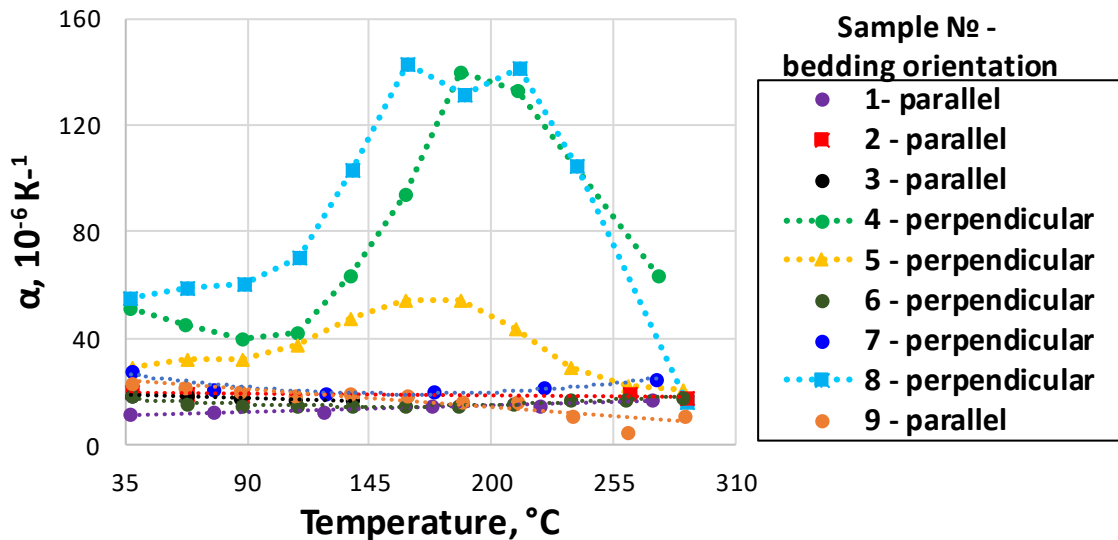 160
120
80
40
0
35 90 145 200 255 310
α, 10⁻⁶ K-¹
Temperature, °C
Sample № -
bedding orientation
1- parallel
2 - parallel
3 - parallel
4 - perpendicular
5 - perpendicular
6 - perpendicular
7 - perpendicular
8 - perpendicular
9 - parallel